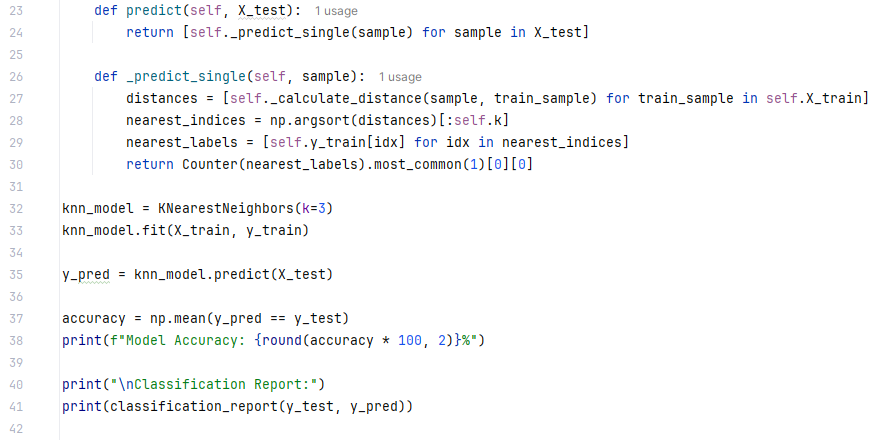 23 def predict(self, X_test): 1 usage
24 return [self._predict_single(sample) for sample in X_test]
25
26 def _predict_single(self, sample): 1 usage
27 distances = [self._calculate_distance(sample, train_sample) for train_sample in self.X_train]
28 nearest_indices = np.argsort(distances)[:self.k]
29 nearest_labels = [self.y_train[idx] for idx in nearest_indices]
30 return Counter(nearest_labels).most_common(1)[0][0]
31
32 knn_model = KNearestNeighbors(k=3)
33 knn_model.fit(X_train, y_train)
34
35 y_pred = knn_model.predict(X_test)
36
37 accuracy = np.mean(y_pred == y_test)
38 print(f"Model Accuracy: {round(accuracy * 100, 2)}%")
39
40 print("\nClassification Report:")
41 print(classification_report(y_test, y_pred))
42